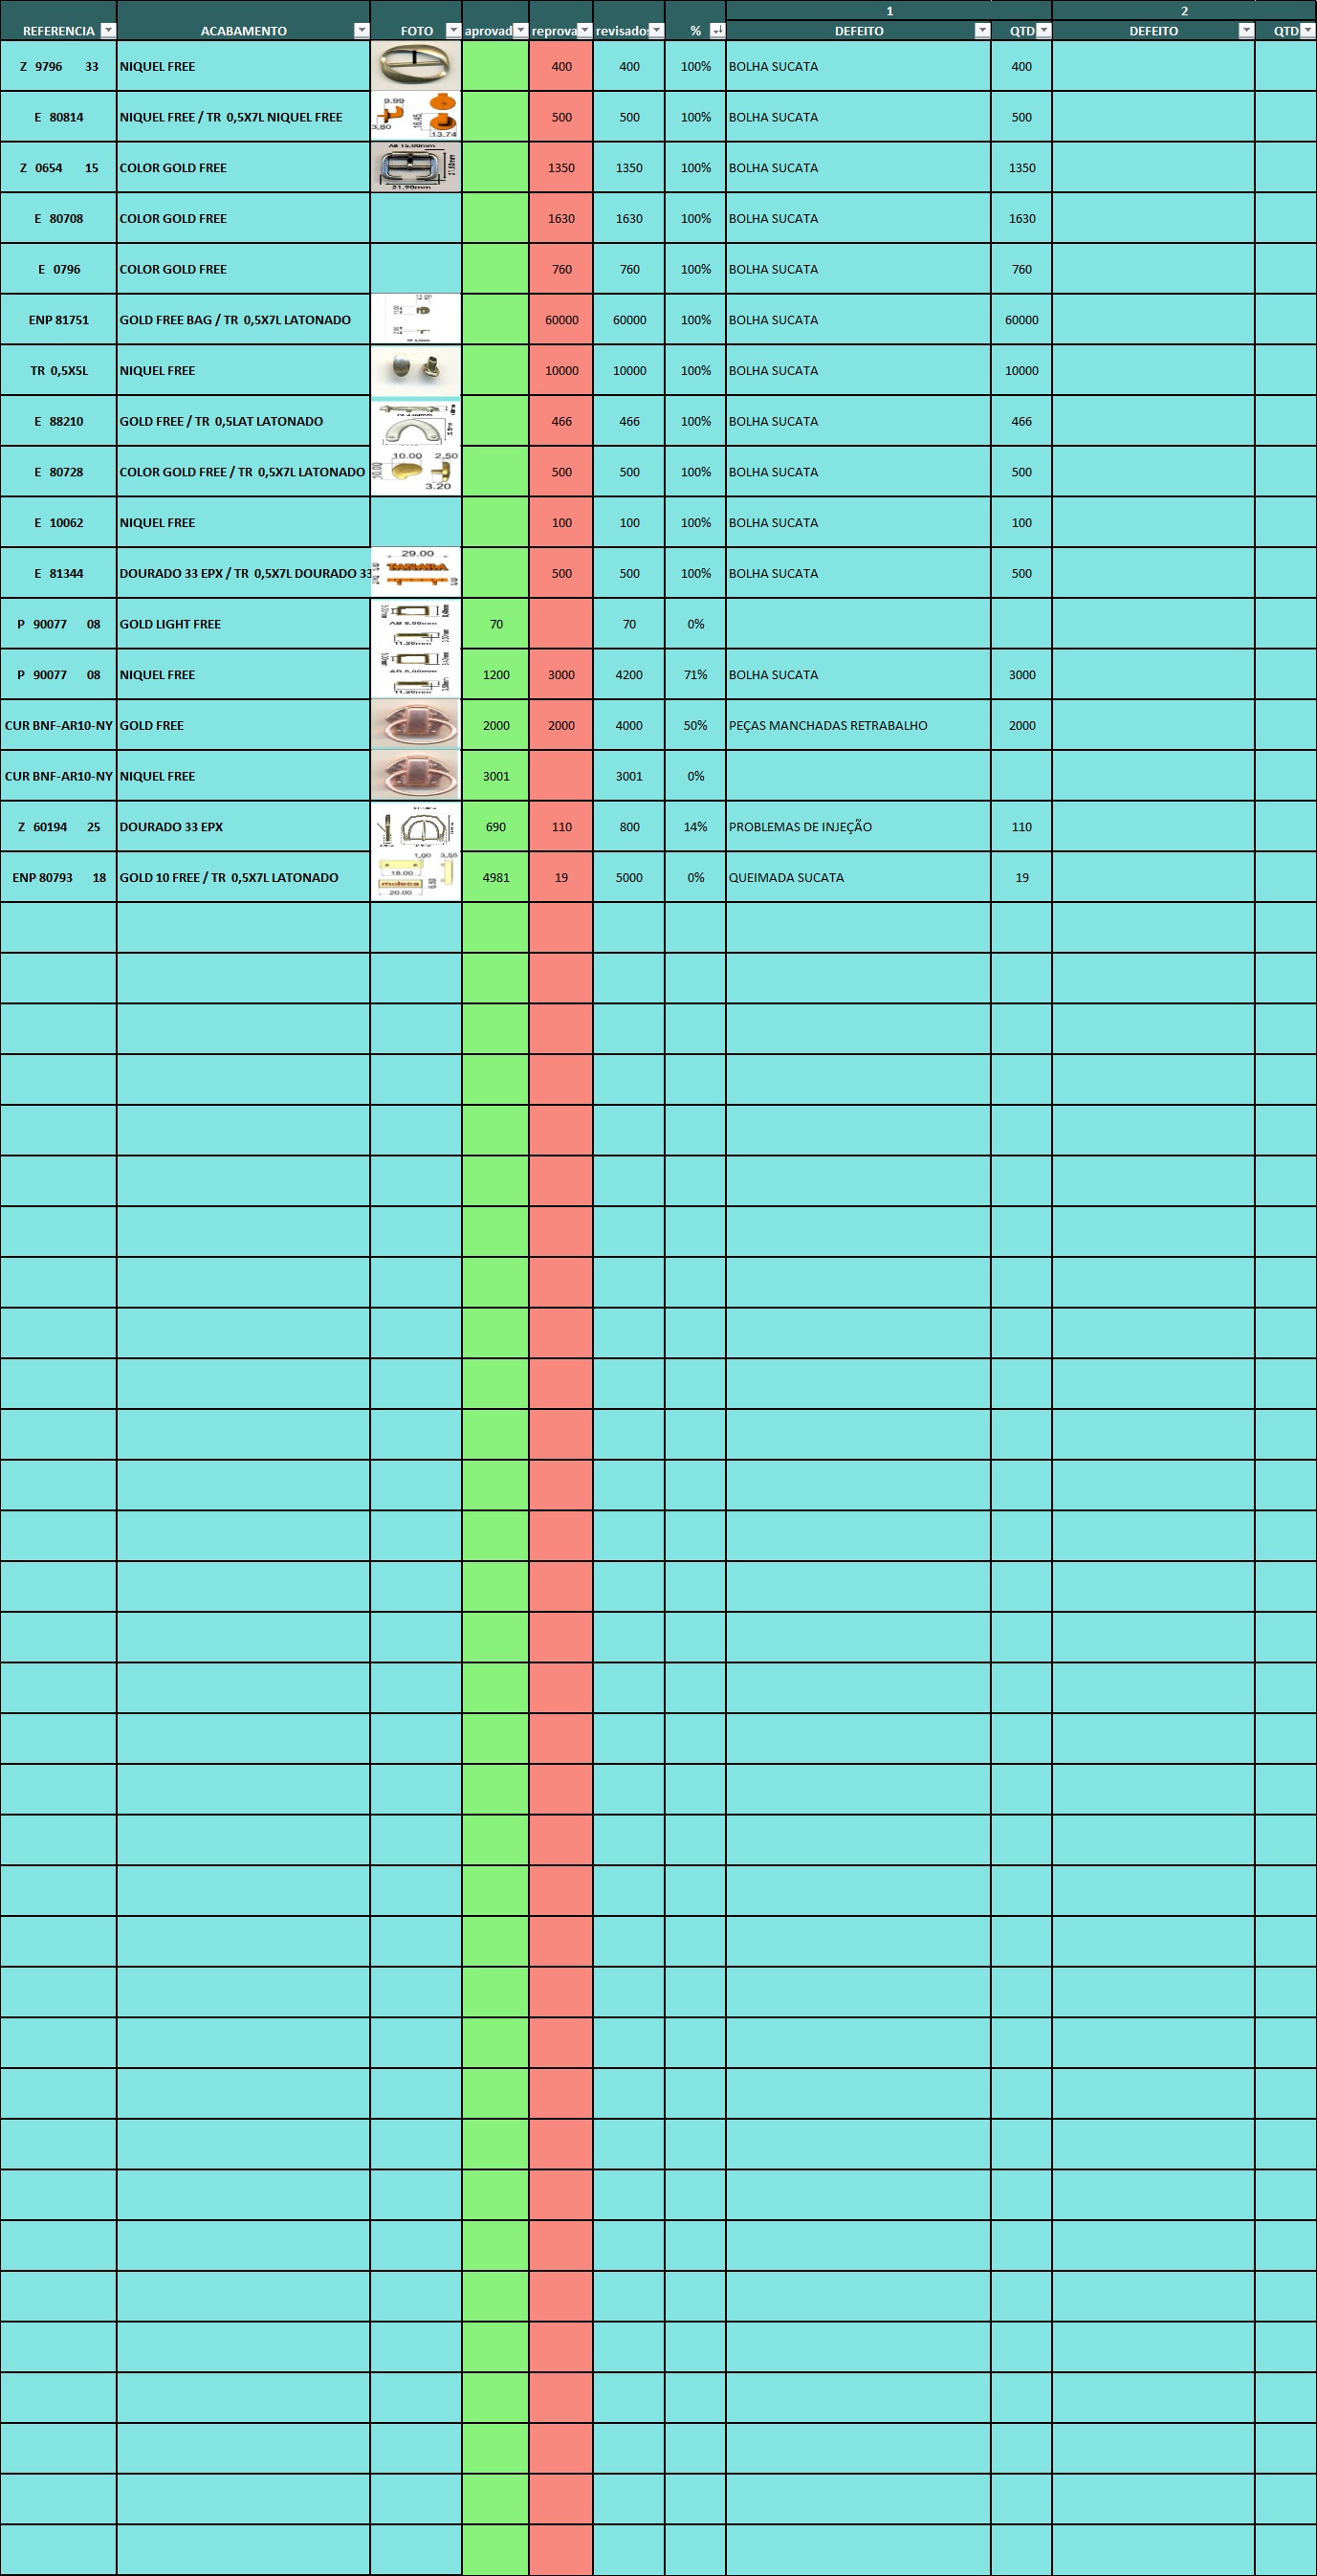 1 2
REFERENCIA ACABAMENTO FOTO aprovad reprova revisados % DEFEITO QTD DEFEITO QTD
Z 9796 33 NIQUEL FREE 400 400 100% BOLHA SUCATA 400
E 80814 NIQUEL FREE / TR 0,5X7L NIQUEL FREE 9.99 3.80 16.45 13.74 500 500 100% BOLHA SUCATA 500
Z 0654 15 COLOR GOLD FREE AB 15.00mm 21.90mm 1350 1350 100% BOLHA SUCATA 1350
E 80708 COLOR GOLD FREE 1630 1630 100% BOLHA SUCATA 1630
E 0796 COLOR GOLD FREE 760 760 100% BOLHA SUCATA 760
ENP 81751 GOLD FREE BAG / TR 0,5X7L LATONADO 60000 60000 100% BOLHA SUCATA 60000
TR 0,5X5L NIQUEL FREE 10000 10000 100% BOLHA SUCATA 10000
E 88210 GOLD FREE / TR 0,5LAT LATONADO 466 466 100% BOLHA SUCATA 466
E 80728 COLOR GOLD FREE / TR 0,5X7L LATONADO 10.00 2.50 10.00 3.20 500 500 100% BOLHA SUCATA 500
E 10062 NIQUEL FREE 100 100 100% BOLHA SUCATA 100
E 81344 DOURADO 33 EPX / TR 0,5X7L DOURADO 33 29.00 TANARA 500 500 100% BOLHA SUCATA 500
P 90077 08 GOLD LIGHT FREE 11.20mm 70 70 0%
P 90077 08 NIQUEL FREE 11.20mm 1200 3000 4200 71% BOLHA SUCATA 3000
CUR BNF-AR10-NY GOLD FREE 2000 2000 4000 50% PEÇAS MANCHADAS RETRABALHO 2000
CUR BNF-AR10-NY NIQUEL FREE 3001 3001 0%
Z 60194 25 DOURADO 33 EPX 690 110 800 14% PROBLEMAS DE INJEÇÃO 110
ENP 80793 18 GOLD 10 FREE / TR 0,5X7L LATONADO 1.90 3.55 18.00 moleca 20.00 4981 19 5000 0% QUEIMADA SUCATA 19